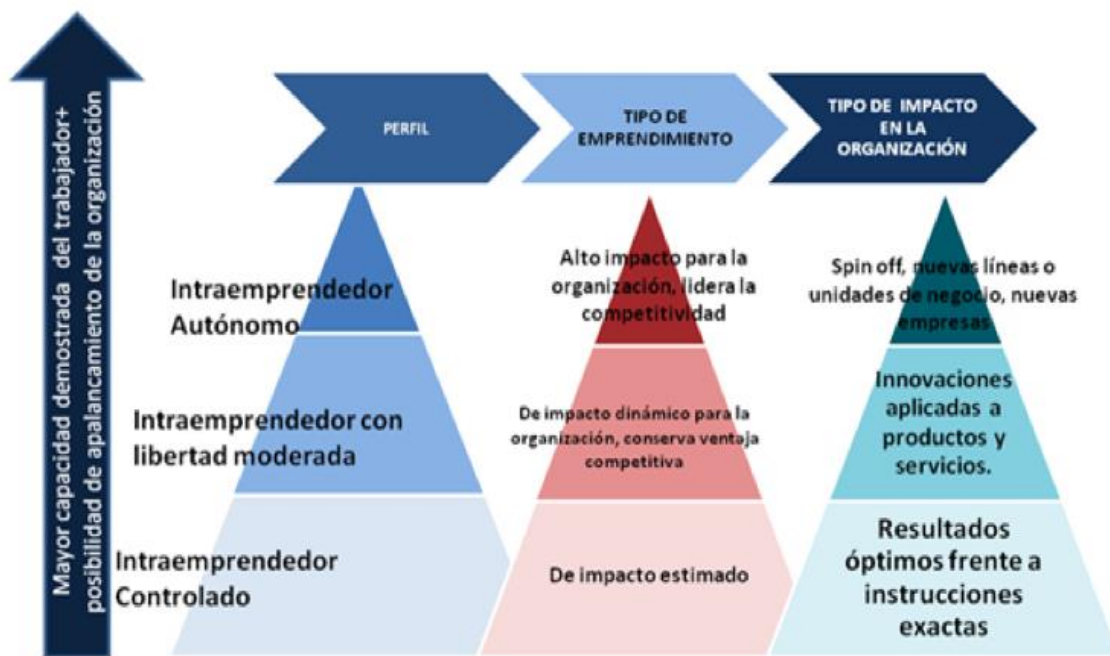 Mayor capacidad demostrada del trabajador+
posibilidad de apalancamiento de la organización
PERFIL
TIPO DE
EMPRENDIMIENTO
TIPO DE IMPACTO
EN LA
ORGANIZACIÓN
Intraemprendedor
Autónomo
Alto impacto para la
organización, lidera la
competitividad
Spin off, nuevas líneas o
unidades de negocio, nuevas
empresas
Intraemprendedor con
libertad moderada
De impacto dinámico para la
organización, conserva ventaja
competitiva
Innovaciones
aplicadas a
productos y
servicios.
Intraemprendedor
Controlado
De impacto estimado
Resultados
óptimos frente a
instrucciones
exactas